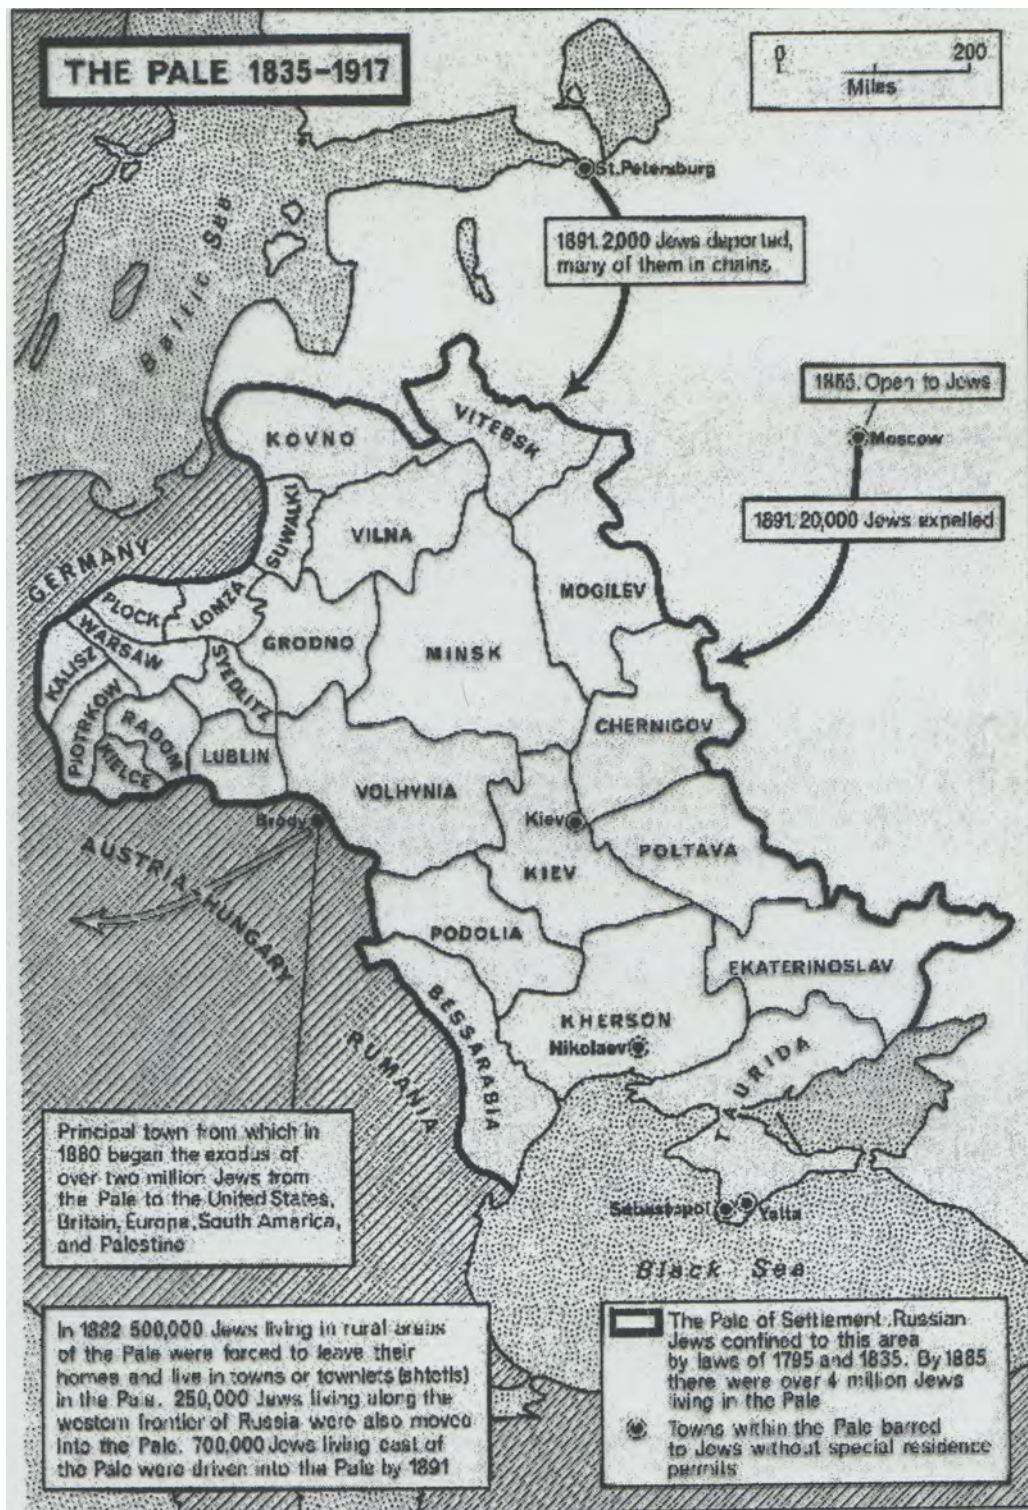 THE PALE 1835-1917
0 200
Miles
St. Petersburg
1891. 2,000 Jews deported,
many of them in chains
Baltic Sea
1855. Open to Jews
Moscow
1891. 20,000 Jews expelled
VITEBSK
KOVNO
SUWALKI
VILNA
GERMANY
MOGILEV
PLOCK
LOMZA
GRODNO
MINSK
WARSAW
KALISZ
SYEDLITZ
PIOTRKOW
RADOM
KIELCE
LUBLIN
CHERNIGOV
VOLHYNIA
Brody
Kiev
KIEV
POLTAVA
AUSTRIA-HUNGARY
PODOLIA
EKATERINOSLAV
BESSARABIA
KHERSON
Nikolaev
RUMANIA
TAURIDA
Sebastopol
Yalta
Black Sea
Principal town from which in
1880 began the exodus of
over two million Jews from
the Pale to the United States,
Britain, Europe, South America,
and Palestine
In 1882 500,000 Jews living in rural areas
of the Pale were forced to leave their
homes and live in towns or townlets (shtetls)
in the Pale. 250,000 Jews living along the
western frontier of Russia were also moved
into the Pale. 700,000 Jews living east of
the Pale were driven into the Pale by 1891
The Pale of Settlement. Russian
Jews confined to this area
by laws of 1795 and 1835. By 1885
there were over 4 million Jews
living in the Pale
Towns within the Pale barred
to Jews without special residence
permits